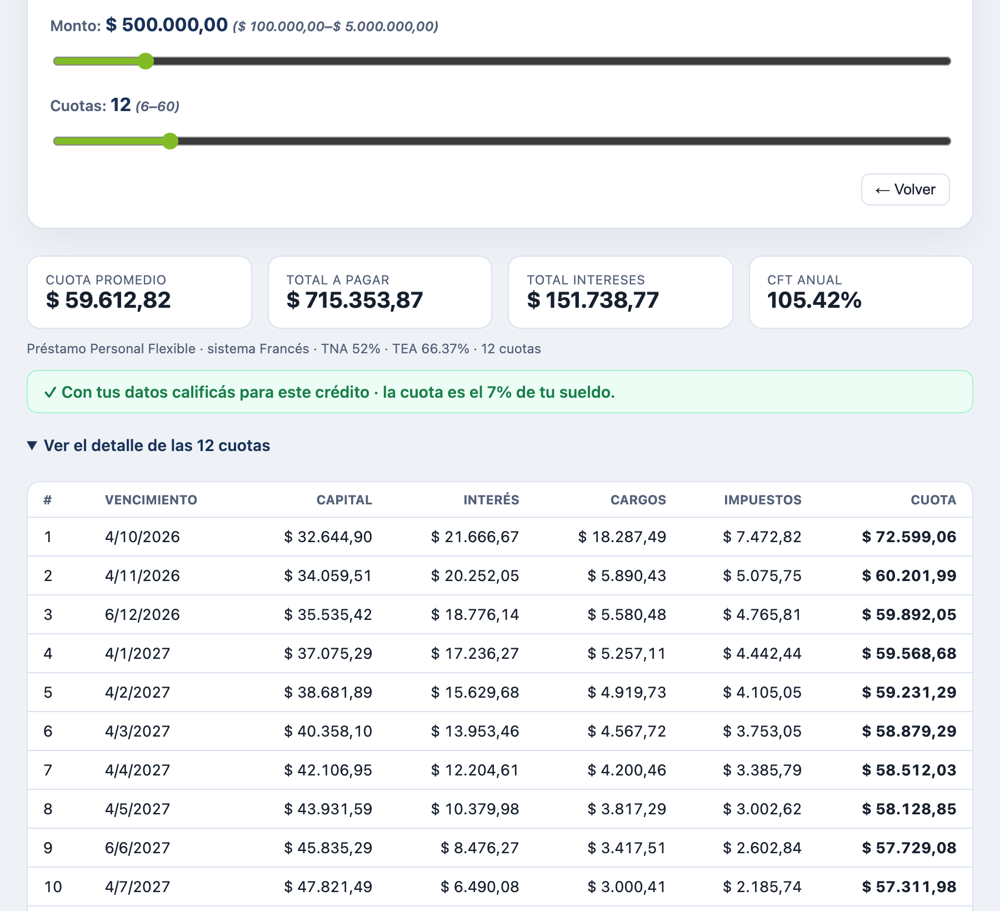 Monto: $ 500.000,00 ($ 100.000,00–$ 5.000.000,00)
Cuotas: 12 (6–60)
← Volver
CUOTA PROMEDIO TOTAL A PAGAR TOTAL INTERESES CFT ANUAL
$ 59.612,82 $ 715.353,87 $ 151.738,77 105.42%
Préstamo Personal Flexible · sistema Francés · TNA 52% · TEA 66.37% · 12 cuotas
✓ Con tus datos calificás para este crédito · la cuota es el 7% de tu sueldo.
▼ Ver el detalle de las 12 cuotas
# VENCIMIENTO CAPITAL INTERÉS CARGOS IMPUESTOS CUOTA
1 4/10/2026 $ 32.644,90 $ 21.666,67 $ 18.287,49 $ 7.472,82 $ 72.599,06
2 4/11/2026 $ 34.059,51 $ 20.252,05 $ 5.890,43 $ 5.075,75 $ 60.201,99
3 6/12/2026 $ 35.535,42 $ 18.776,14 $ 5.580,48 $ 4.765,81 $ 59.892,05
4 4/1/2027 $ 37.075,29 $ 17.236,27 $ 5.257,11 $ 4.442,44 $ 59.568,68
5 4/2/2027 $ 38.681,89 $ 15.629,68 $ 4.919,73 $ 4.105,05 $ 59.231,29
6 4/3/2027 $ 40.358,10 $ 13.953,46 $ 4.567,72 $ 3.753,05 $ 58.879,29
7 4/4/2027 $ 42.106,95 $ 12.204,61 $ 4.200,46 $ 3.385,79 $ 58.512,03
8 4/5/2027 $ 43.931,59 $ 10.379,98 $ 3.817,29 $ 3.002,62 $ 58.128,85
9 6/6/2027 $ 45.835,29 $ 8.476,27 $ 3.417,51 $ 2.602,84 $ 57.729,08
10 4/7/2027 $ 47.821,49 $ 6.490,08 $ 3.000,41 $ 2.185,74 $ 57.311,98